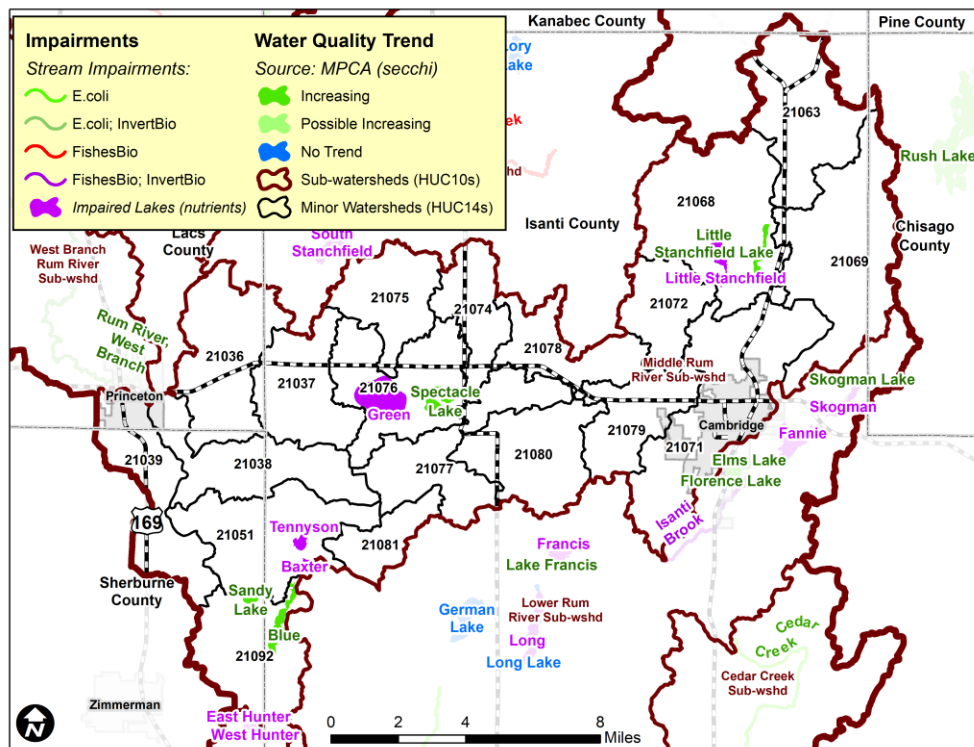 Kanabec County
Pine County
Impairments
Stream Impairments:
E.coli
E.coli; InvertBio
FishesBio
FishesBio; InvertBio
Impaired Lakes (nutrients)
Water Quality Trend
Source: MPCA (secchi)
Increasing
Possible Increasing
No Trend
Sub-watersheds (HUC10s)
Minor Watersheds (HUC14s)
ory
Lake
ek
hd
21063
Rush Lake
21068
Isanti County
Chisago
County
Lacs
County
South
Stanchfield
Little
Stanchfield Lake
Little Stanchfield
21069
West Branch
Rum River
Sub-wshd
21075
21074
21072
Rum River,
West
Branch
21036
21078
21037
Middle Rum
River Sub-wshd
21076
Green
Spectacle
Lake
Skogman Lake
Skogman
Princeton
Cambridge
Fannie
21079
21071
21039
21038
21077
21080
Elms Lake
Florence Lake
169
21051
Tennyson
21081
Isanti
Brook
Baxter
Francis
Lake Francis
Sherburne
County
Sandy
Lake
German
Lake
Lower Rum
River Sub-wshd
Blue
Long
Long Lake
Cedar
Creek
21092
Cedar Creek
Sub-wshd
Zimmerman
East Hunter
West Hunter
N
0 2 4 8
Miles